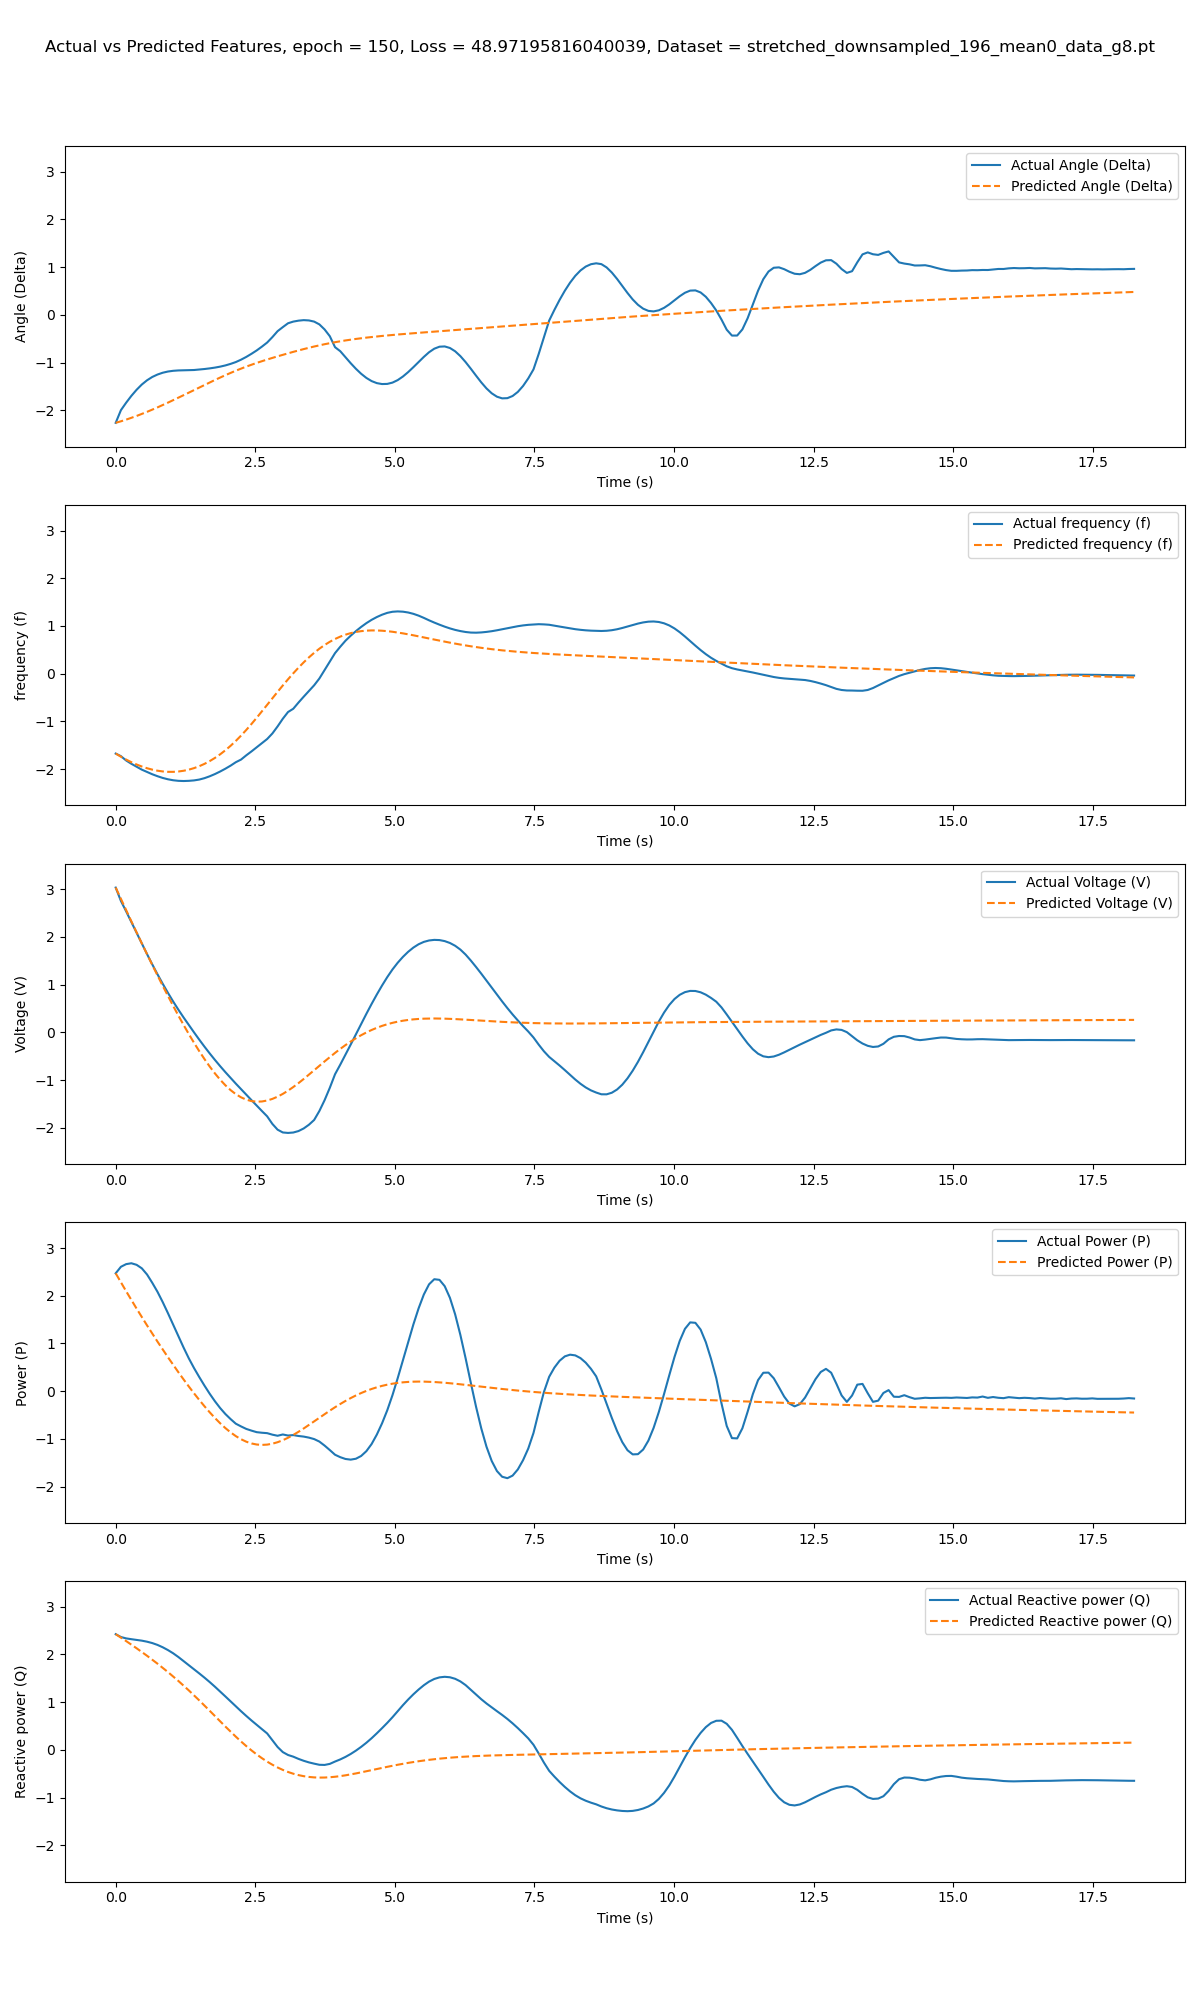 Actual vs Predicted Features, epoch = 150, Loss = 48.97195816040039, Dataset = stretched_downsampled_196_mean0_data_g8.pt
Actual Angle (Delta)
Predicted Angle (Delta)
Angle (Delta)
3
2
1
0
−1
−2
0.0 2.5 5.0 7.5 10.0 12.5 15.0 17.5
Time (s)
Actual frequency (f)
Predicted frequency (f)
frequency (f)
3
2
1
0
−1
−2
0.0 2.5 5.0 7.5 10.0 12.5 15.0 17.5
Time (s)
Actual Voltage (V)
Predicted Voltage (V)
Voltage (V)
3
2
1
0
−1
−2
0.0 2.5 5.0 7.5 10.0 12.5 15.0 17.5
Time (s)
Actual Power (P)
Predicted Power (P)
Power (P)
3
2
1
0
−1
−2
0.0 2.5 5.0 7.5 10.0 12.5 15.0 17.5
Time (s)
Actual Reactive power (Q)
Predicted Reactive power (Q)
Reactive power (Q)
3
2
1
0
−1
−2
0.0 2.5 5.0 7.5 10.0 12.5 15.0 17.5
Time (s)